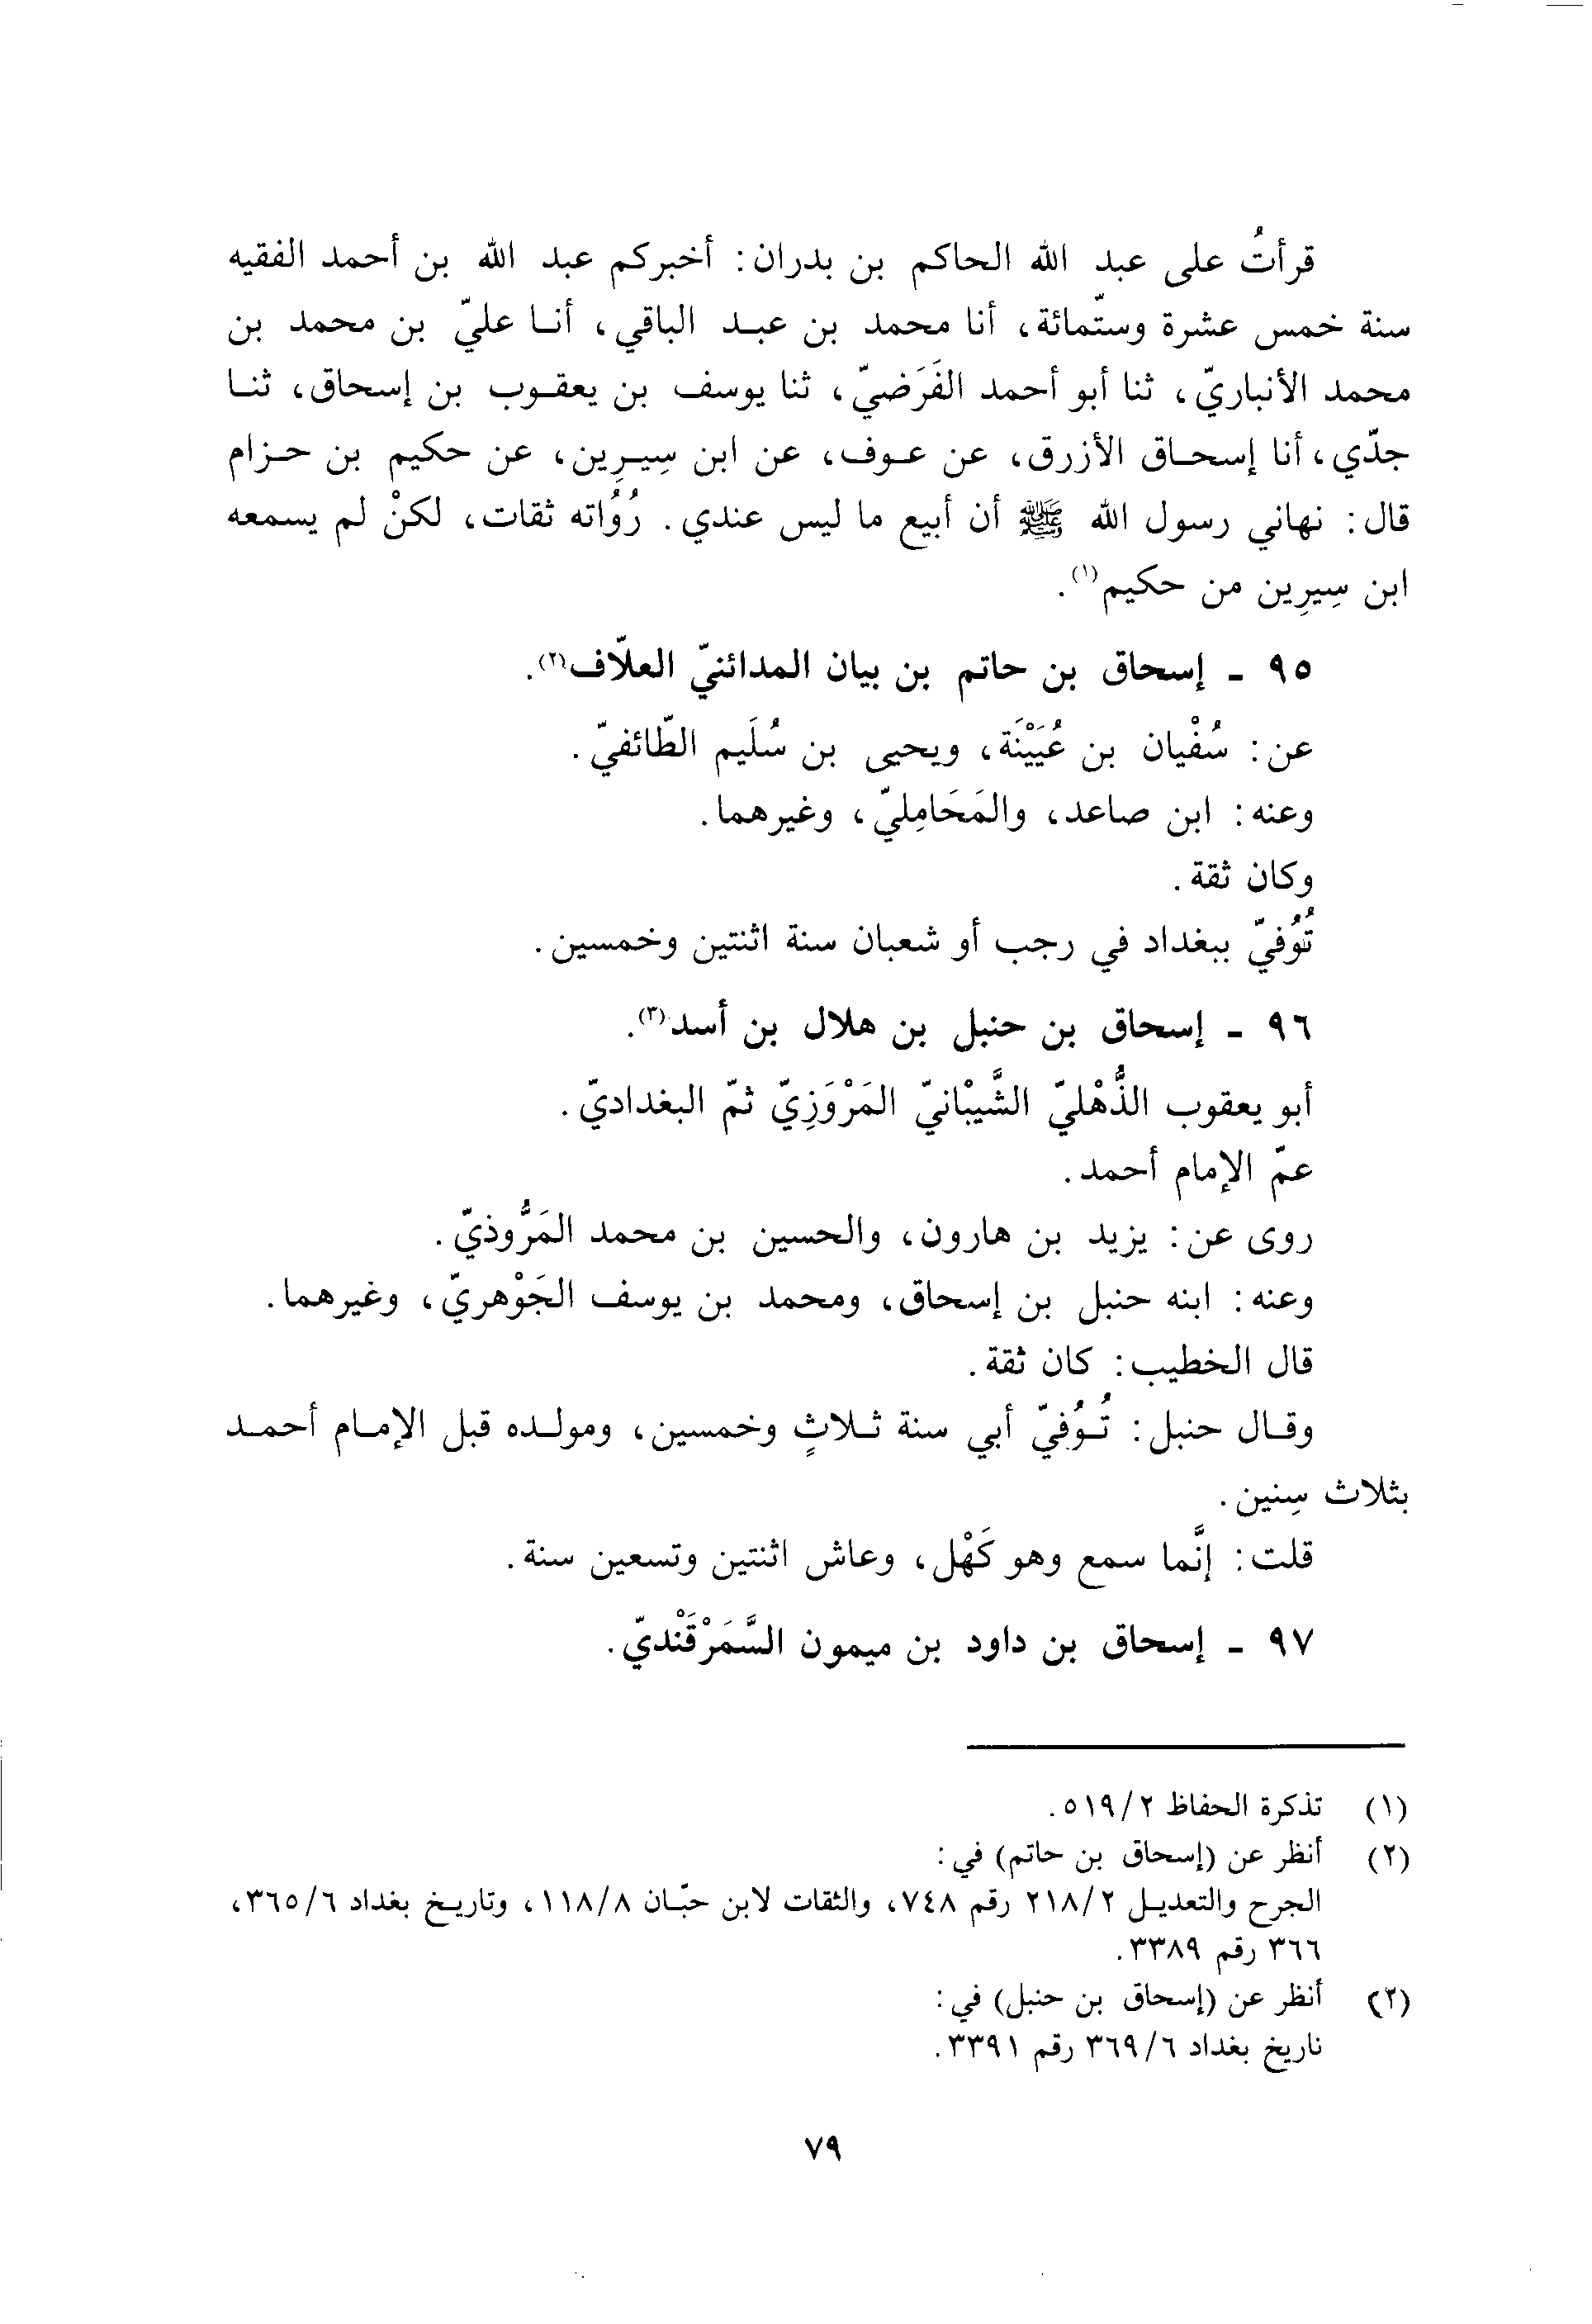 قرأتُ على عبد الله الحاكم بن بدران: أخبركم عبد الله بن أحمد الفقيه
سنة خمس عشرة وستّمائة، أنا محمد بن عبد الباقي، أنا عليّ بن محمد بن
محمد الأنباريّ، ثنا أبو أحمد الفَرَضيّ، ثنا يوسف بن يعقوب بن إسحاق، ثنا
جدّي، أنا إسحاق الأزرق، عن عوف، عن ابن سِيرِين، عن حكيم بن حزام
قال: نهاني رسول الله ﷺ أن أبيع ما ليس عندي. رُوُاته ثقات، لكنْ لم يسمعه
ابن سِيرِين من حكيم(١).
٩٥ - إسحاق بن حاتم بن بيان المدائنيّ العلّاف(٢).
عن: سُفْيان بن عُيَيْنَة، ويحيى بن سُلَيم الطّائفيّ.
وعنه: ابن صاعد، والمَحَامِليّ، وغيرهما.
وكان ثقة.
تُوُفيّ ببغداد في رجب أو شعبان سنة اثنتين وخمسين.
٩٦ - إسحاق بن حنبل بن هلال بن أسد(٣).
أبو يعقوب الذُّهْليّ الشَّيبْانيّ المَرْوَزِيّ ثمّ البغداديّ.
عمّ الإمام أحمد.
روى عن: يزيد بن هارون، والحسين بن محمد المَرُّوذيّ.
وعنه: ابنه حنبل بن إسحاق، ومحمد بن يوسف الجَوْهريّ، وغيرهما.
قال الخطيب: كان ثقة.
وقال حنبل: تُوُفيّ أبي سنة ثلاثٍ وخمسين، ومولده قبل الإمام أحمد
بثلاث سِنين.
قلت: إنَّما سمع وهو كَهْل، وعاش اثنتين وتسعين سنة.
٩٧ - إسحاق بن داود بن ميمون السَّمَرْقَنْديّ.
(١) تذكرة الحفاظ ٥١٩/٢.
(٢) أنظر عن (إسحاق بن حاتم) في:
الجرح والتعديل ٢١٨/٢ رقم ٧٤٨، والثقات لابن حبّان ١١٨/٨، وتاريخ بغداد ٣٦٥/٦،
٣٦٦ رقم ٣٣٨٩.
(٣) أنظر عن (إسحاق بن حنبل) في:
تاريخ بغداد ٣٦٩/٦ رقم ٣٣٩١.
٧٩